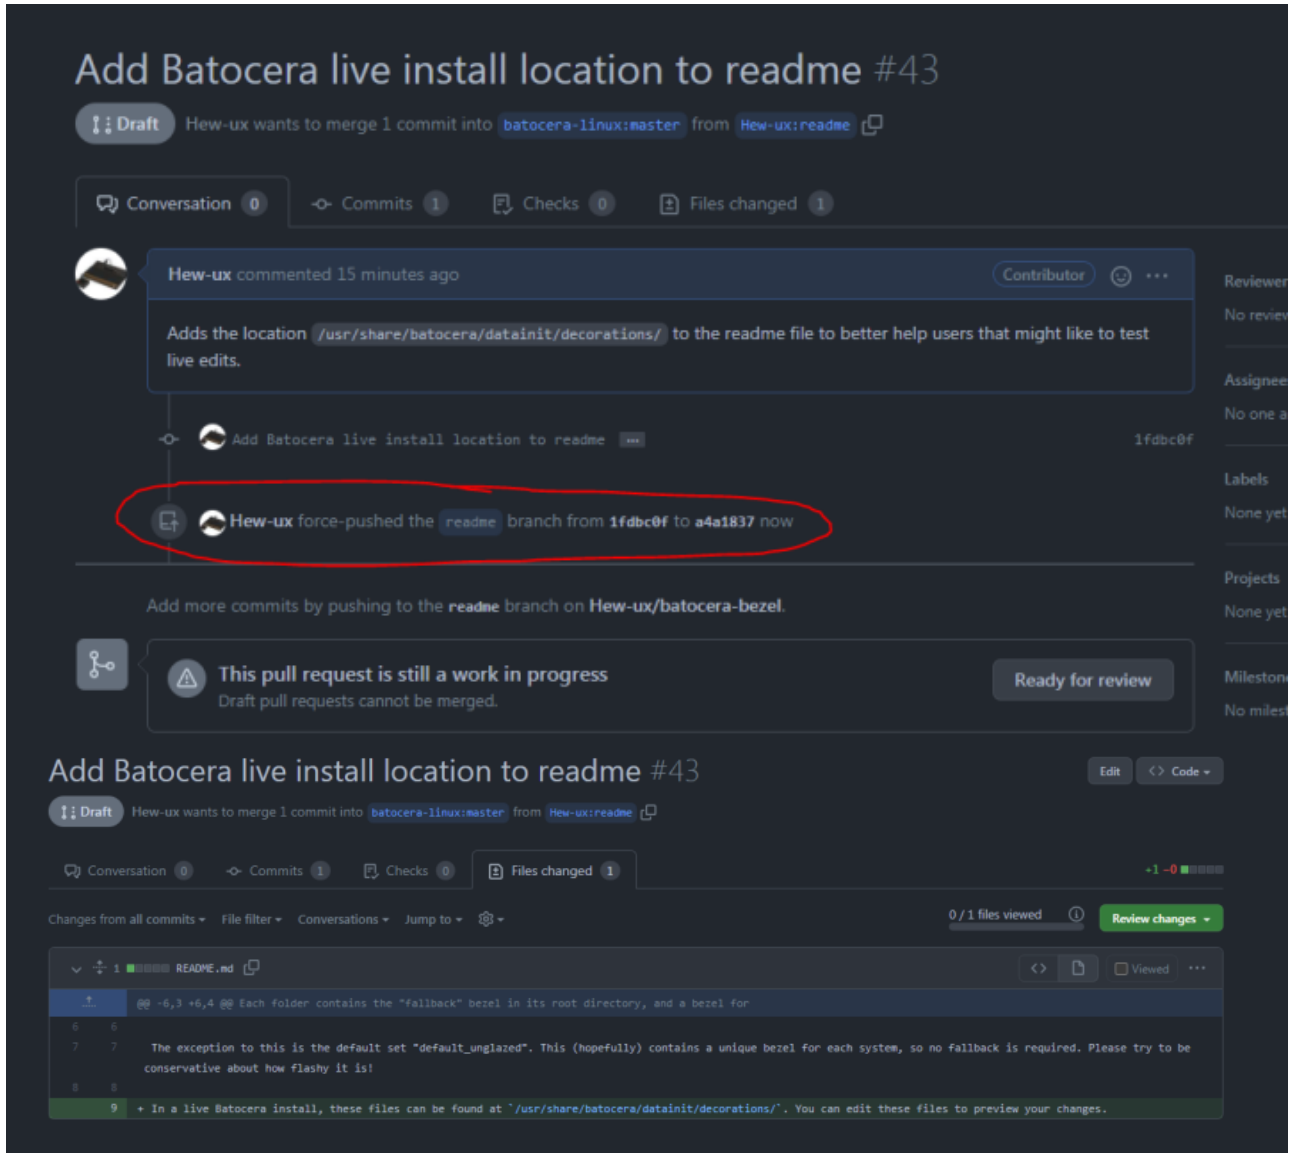 Add Batocera live install location to readme #43
Draft Hew-ux wants to merge 1 commit into batocera-linux:master from Hew-ux:readme
Conversation 0 Commits 1 Checks 0 Files changed 1
Hew-ux commented 15 minutes ago Contributor
Adds the location /usr/share/batocera/datainit/decorations/ to the readme file to better help users that might like to test
live edits.
Add Batocera live install location to readme 1fdbc0f
Hew-ux force-pushed the readme branch from 1fdbc0f to a4a1837 now
Add more commits by pushing to the readme branch on Hew-ux/batocera-bezel.
This pull request is still a work in progress
Draft pull requests cannot be merged.
Ready for review
Reviewer
No review
Assignee
No one a
Labels
None yet
Projects
None yet
Mileston
No milest
Add Batocera live install location to readme #43
Edit <> Code
Draft Hew-ux wants to merge 1 commit into batocera-linux:master from Hew-ux:readme
Conversation 0 Commits 1 Checks 0 Files changed 1 +1 −0
Changes from all commits File filter Conversations Jump to
0 / 1 files viewed Review changes
1 README.md <> Viewed
@@ -6,3 +6,4 @@ Each folder contains the "fallback" bezel in its root directory, and a bezel for
6 6
7 7 The exception to this is the default set "default_unglazed". This (hopefully) contains a unique bezel for each system, so no fallback is required. Please try to be
conservative about how flashy it is!
8 8
9 + In a live Batocera install, these files can be found at `/usr/share/batocera/datainit/decorations/`. You can edit these files to preview your changes.